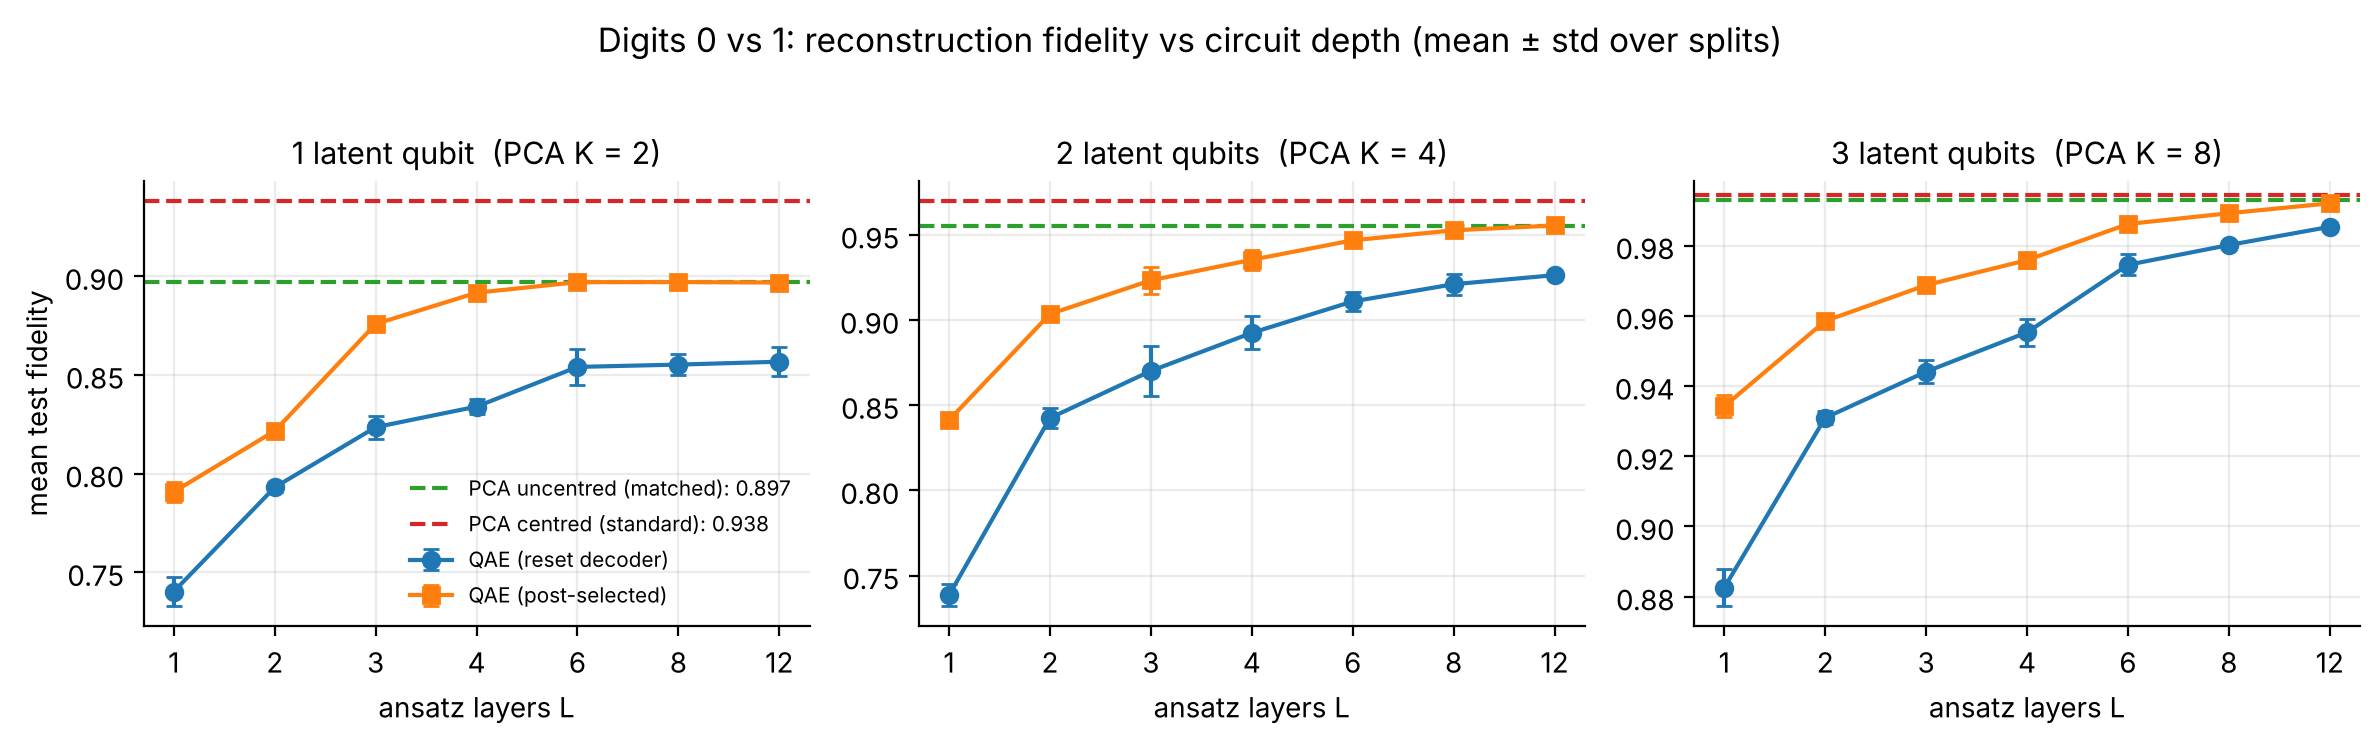 Digits 0 vs 1: reconstruction fidelity vs circuit depth (mean ± std over splits)
1 latent qubit (PCA K = 2)
mean test fidelity
0.90
0.85
0.80
0.75
PCA uncentred (matched): 0.897
PCA centred (standard): 0.938
QAE (reset decoder)
QAE (post-selected)
1 2 3 4 6 8 12
ansatz layers L
2 latent qubits (PCA K = 4)
0.95
0.90
0.85
0.80
0.75
1 2 3 4 6 8 12
ansatz layers L
3 latent qubits (PCA K = 8)
0.98
0.96
0.94
0.92
0.90
0.88
1 2 3 4 6 8 12
ansatz layers L